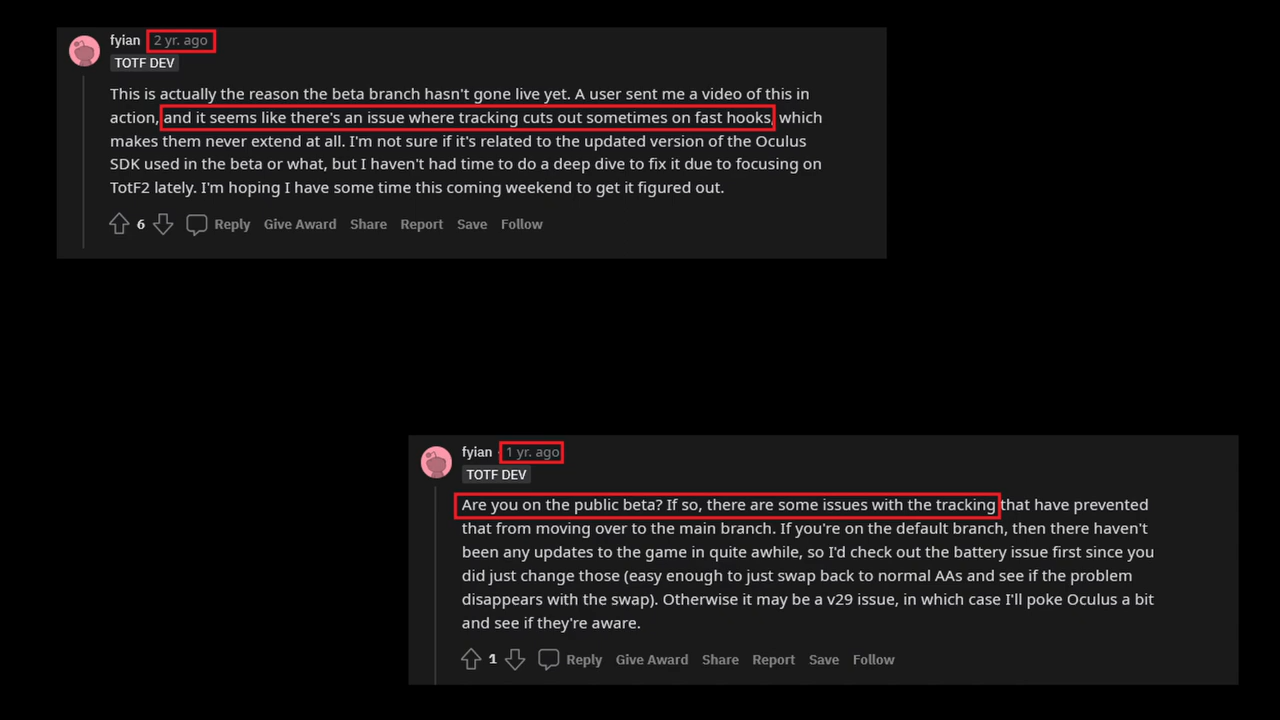 fyian 2 yr. ago
TOTF DEV
This is actually the reason the beta branch hasn't gone live yet. A user sent me a video of this in
action, and it seems like there's an issue where tracking cuts out sometimes on fast hooks, which
makes them never extend at all. I'm not sure if it's related to the updated version of the Oculus
SDK used in the beta or what, but I haven't had time to do a deep dive to fix it due to focusing on
TotF2 lately. I'm hoping I have some time this coming weekend to get it figured out.
6 Reply Give Award Share Report Save Follow
fyian · 1 yr. ago
TOTF DEV
Are you on the public beta? If so, there are some issues with the tracking that have prevented
that from moving over to the main branch. If you're on the default branch, then there haven't
been any updates to the game in quite awhile, so I'd check out the battery issue first since you
did just change those (easy enough to just swap back to normal AAs and see if the problem
disappears with the swap). Otherwise it may be a v29 issue, in which case I'll poke Oculus a bit
and see if they're aware.
1 Reply Give Award Share Report Save Follow